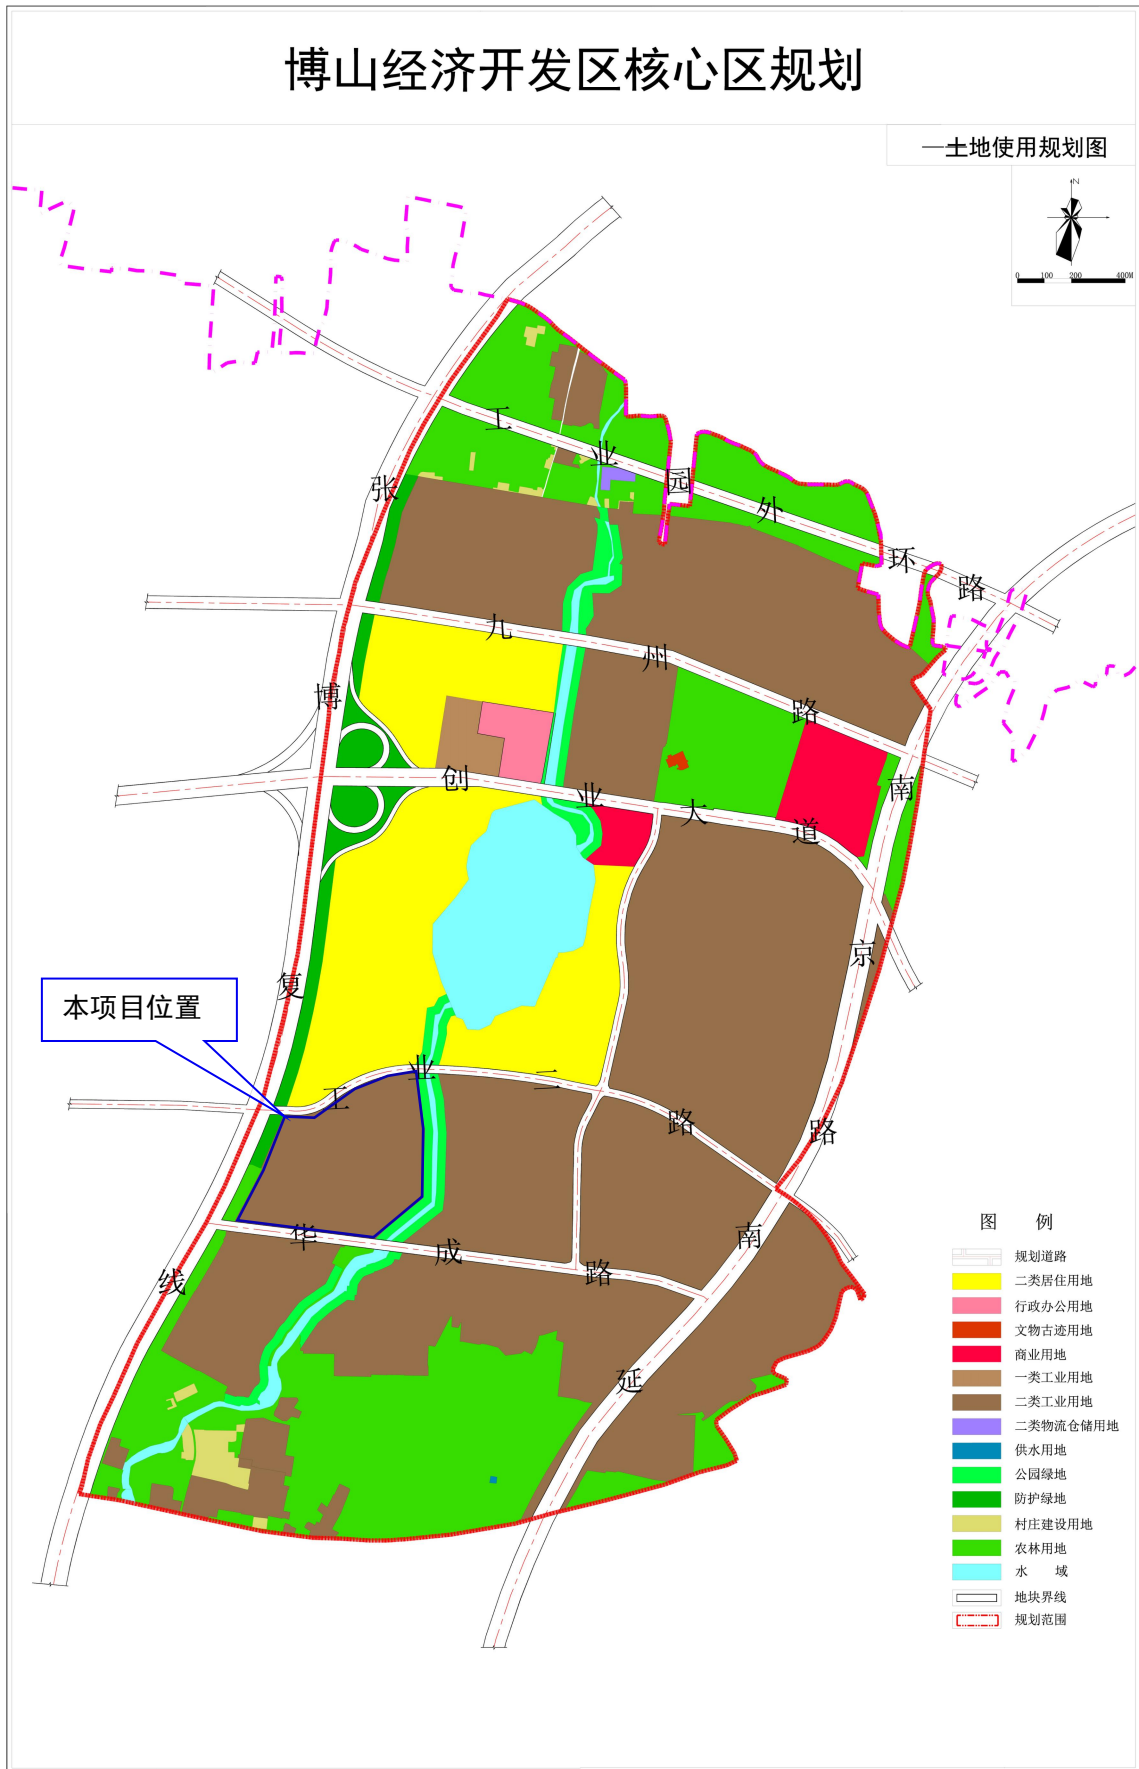 博山经济开发区核心区规划
—土地使用规划图
Z
0 100 200 400M
工业园外环路
张博复线
九州路
创业大道
南京路
本项目位置
工业二路
华成路
延南
图 例
规划道路
二类居住用地
行政办公用地
文物古迹用地
商业用地
一类工业用地
二类工业用地
二类物流仓储用地
供水用地
公园绿地
防护绿地
村庄建设用地
农林用地
水 域
地块界线
规划范围